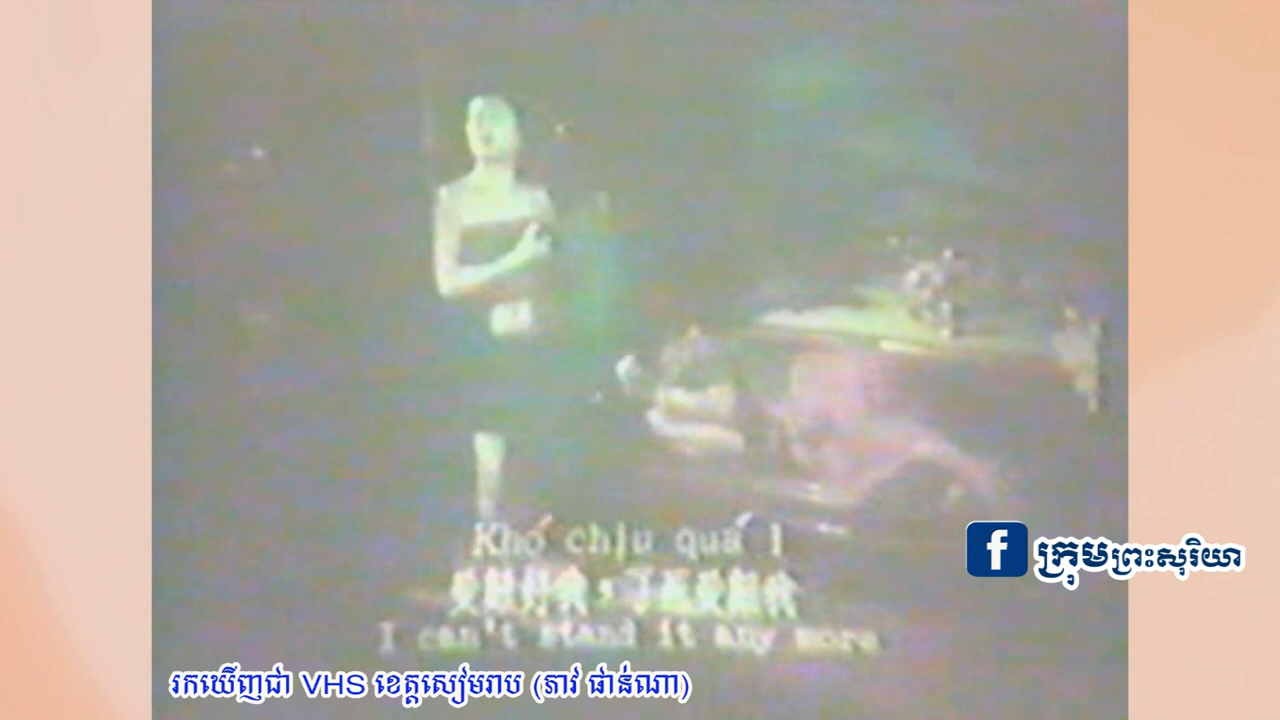 Khó chịu quá !
I can't stand it any more
f ក្រុមព្រះសុរិយា
រកឃើញជា VHS ខេត្តសៀមរាប (ភាវ ផាន់ណា)